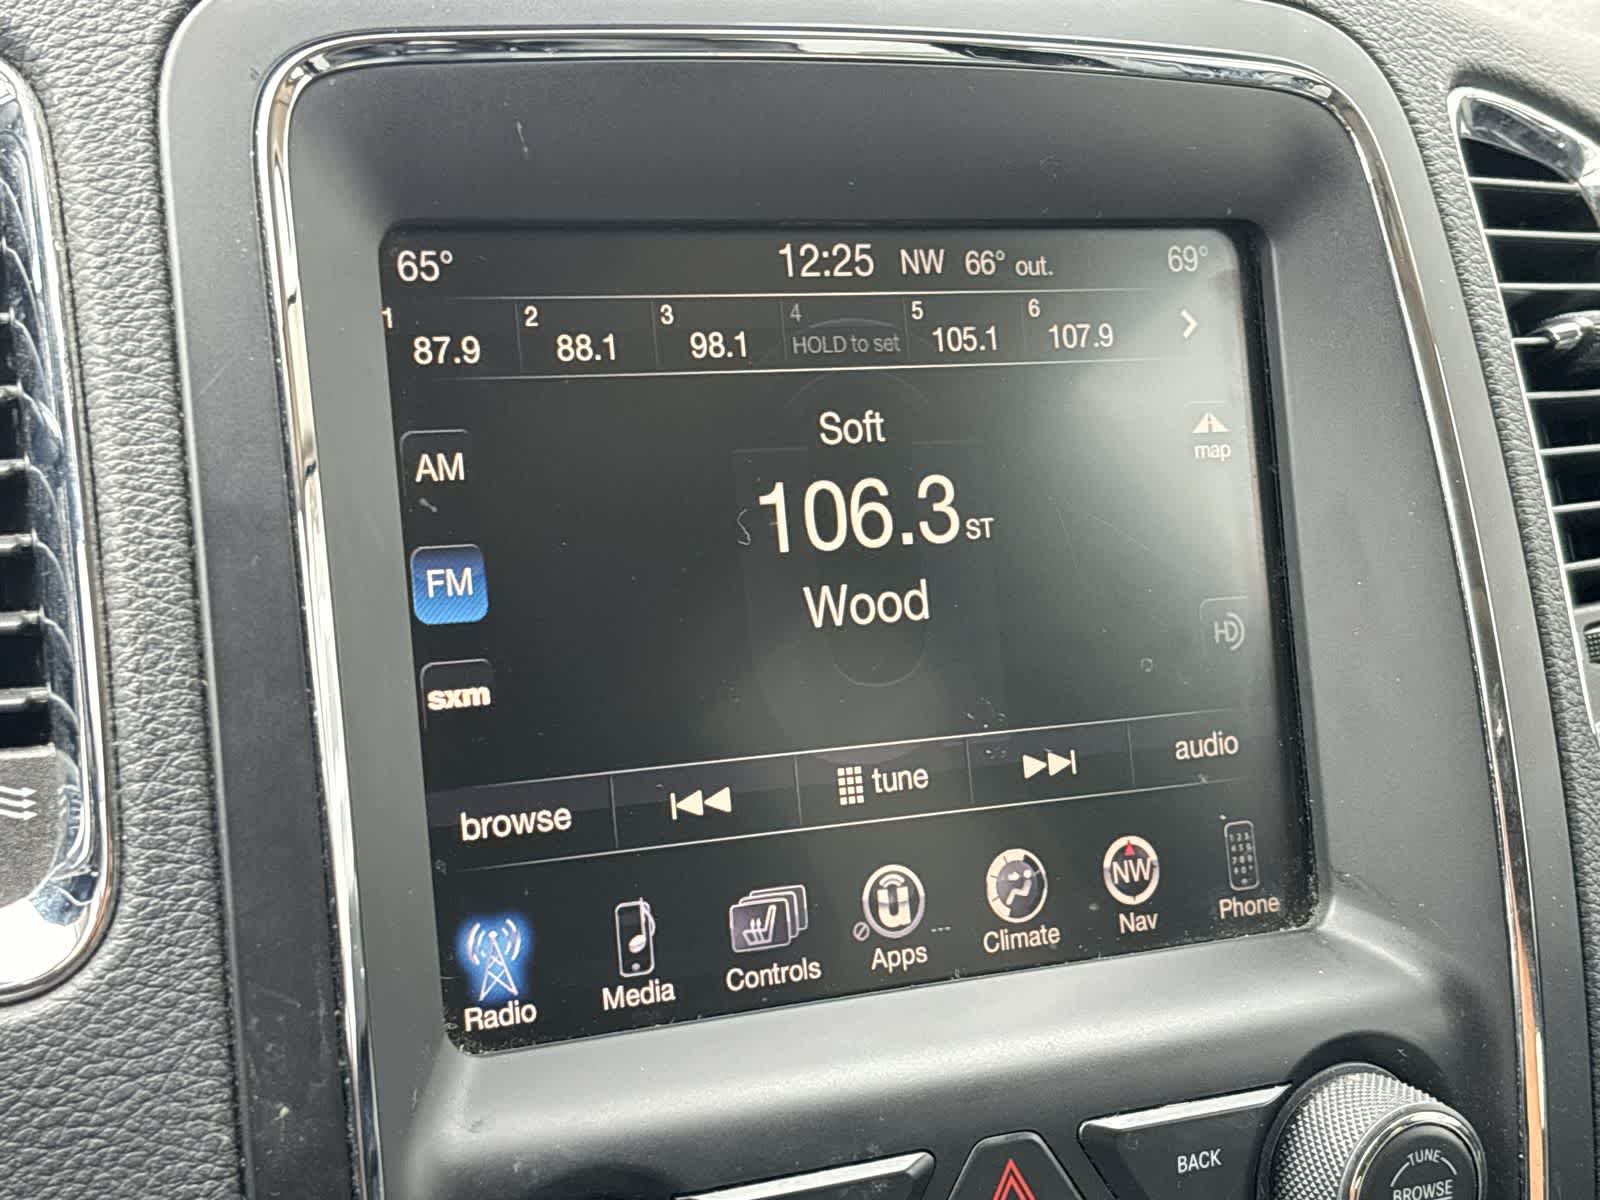 65° 12:25 NW 66° out. 69°
1 87.9 2 88.1 3 98.1 4 HOLD to set 5 105.1 6 107.9
Soft
map
AM
106.3 ST
FM
Wood
HD
sxm
browse tune audio
Radio Media Controls Apps Climate NW Nav Phone
BACK
TUNE
BROWSE